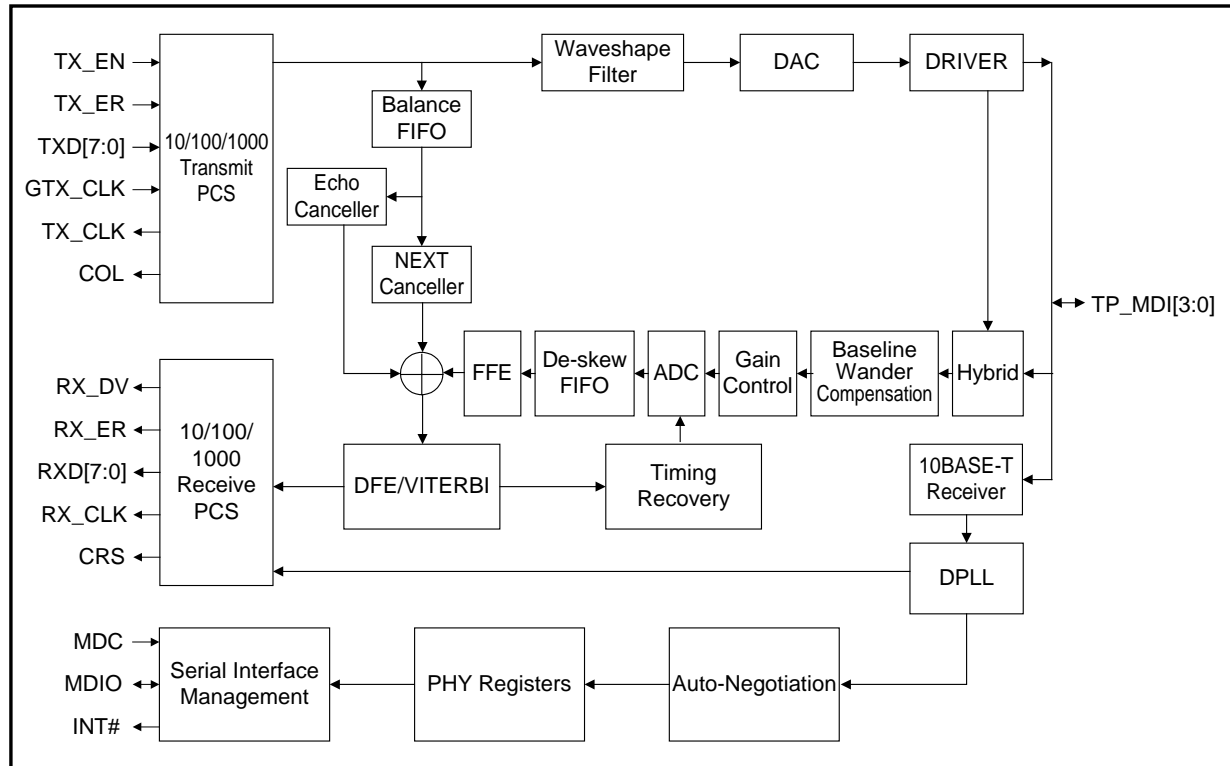 TX_EN
TX_ER
TXD[7:0]
GTX_CLK
TX_CLK
COL
10/100/1000
Transmit
PCS
Waveshape
Filter
DAC
DRIVER
Balance
FIFO
Echo
Canceller
NEXT
Canceller
TP_MDI[3:0]
FFE
De-skew
FIFO
ADC
Gain
Control
Baseline
Wander
Compensation
Hybrid
RX_DV
RX_ER
RXD[7:0]
RX_CLK
CRS
10/100/
1000
Receive
PCS
DFE/VITERBI
Timing
Recovery
10BASE-T
Receiver
DPLL
MDC
MDIO
INT#
Serial Interface
Management
PHY Registers
Auto-Negotiation